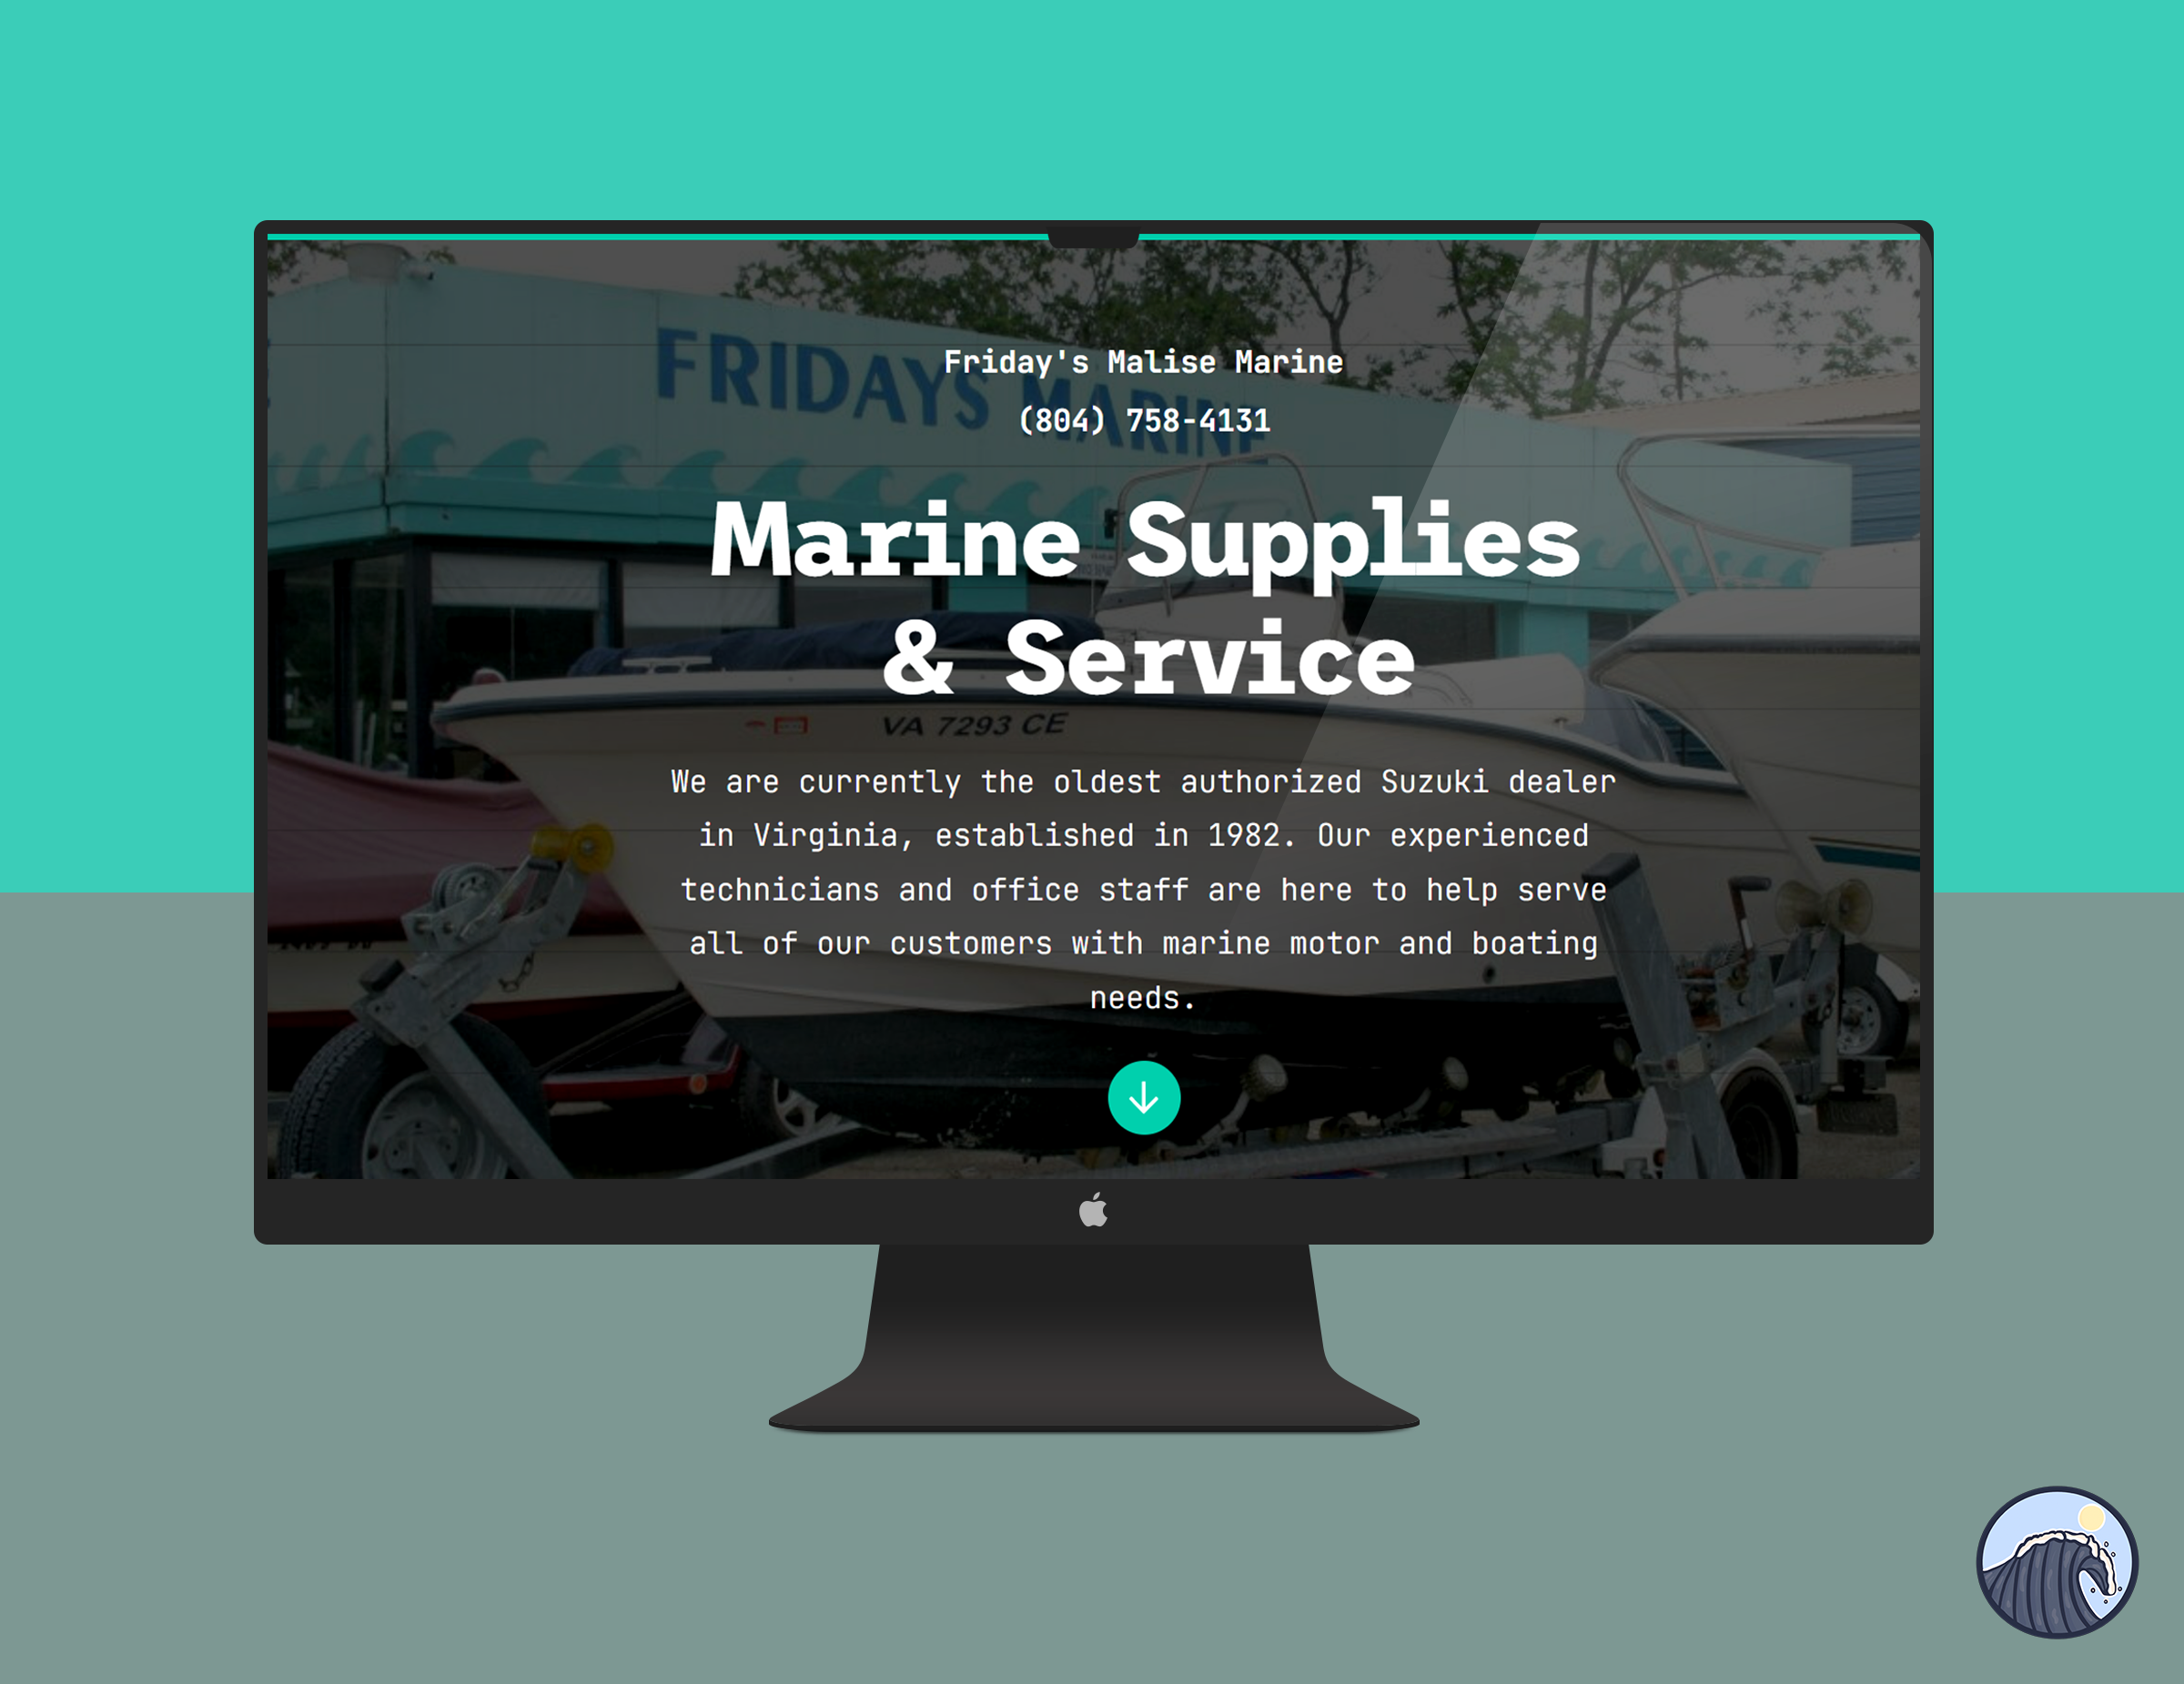 FRIDAYS MARINE
Friday's Malise Marine
(804) 758-4131
Marine Supplies
& Service
VA 7293 CE
We are currently the oldest authorized Suzuki dealer
in Virginia, established in 1982. Our experienced
technicians and office staff are here to help serve
all of our customers with marine motor and boating
needs.